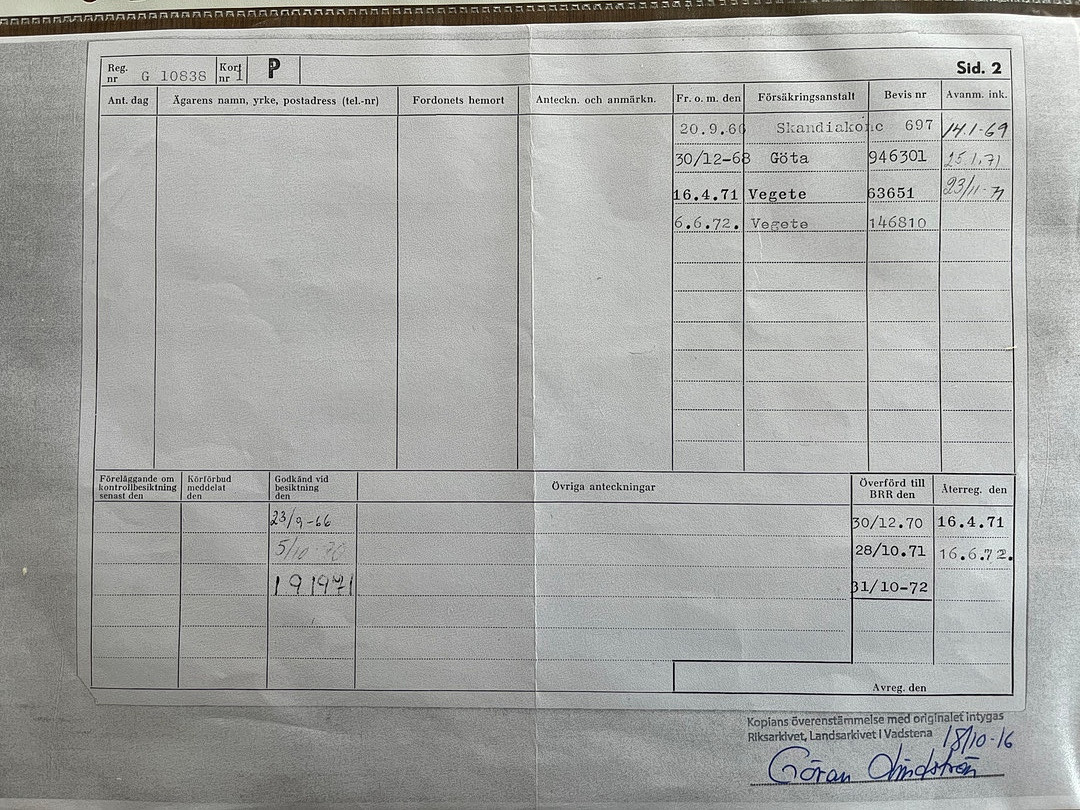 Reg. nr G 10838 Kort nr 1 P Sid. 2
Ant. dag Ägarens namn, yrke, postadress (tel.-nr) Fordonets hemort Anteckn. och anmärkn. Fr. o. m. den Försäkringsanstalt Bevis nr Avanm. ink.
20.9.66 Skandiakonc 697 14.1-69
30/12-68 Göta 946301 25.1.71
16.4.71 Vegete 63651 23/11-71
6.6.72. Vegete 146810
Föreläggande om kontrollbesiktning senast den Körförbud meddelat den Godkänd vid besiktning den Övriga anteckningar Överförd till BRR den Återreg. den
23/9-66 30/12.70 16.4.71
5/10-70 28/10.71 16.6.72.
191971 31/10-72
Avreg. den
Kopians överenstämmelse med originalet intygas
Riksarkivet, Landsarkivet i Vadstena 18/10-16
Göran Lindström